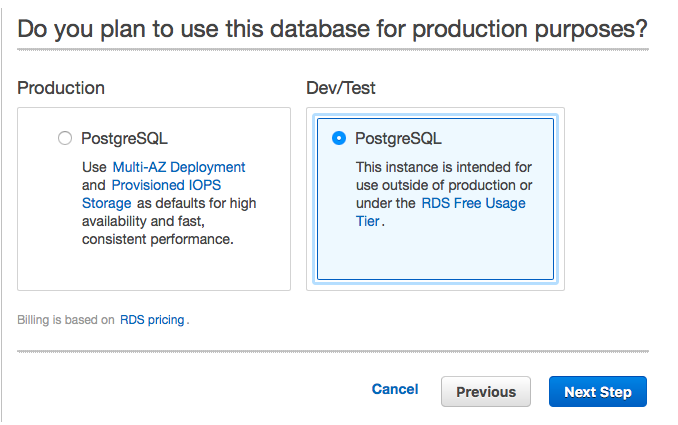 Do you plan to use this database for production purposes?
Production
PostgreSQL
Use Multi-AZ Deployment
and Provisioned IOPS
Storage as defaults for high
availability and fast,
consistent performance.
Dev/Test
PostgreSQL
This instance is intended for
use outside of production or
under the RDS Free Usage
Tier.
Billing is based on RDS pricing.
Cancel
Previous
Next Step